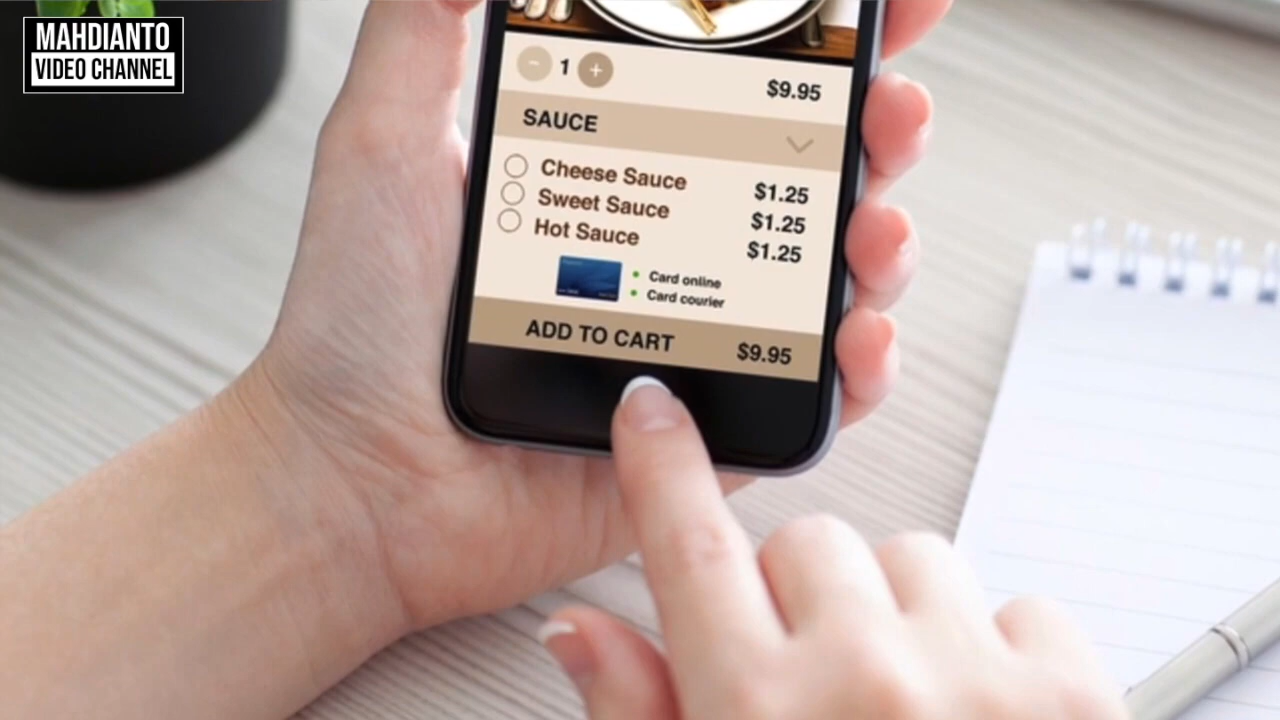 MAHDIANTO
VIDEO CHANNEL
− 1 +
$9.95
SAUCE
Cheese Sauce $1.25
Sweet Sauce $1.25
Hot Sauce $1.25
Card online
Card courier
ADD TO CART $9.95